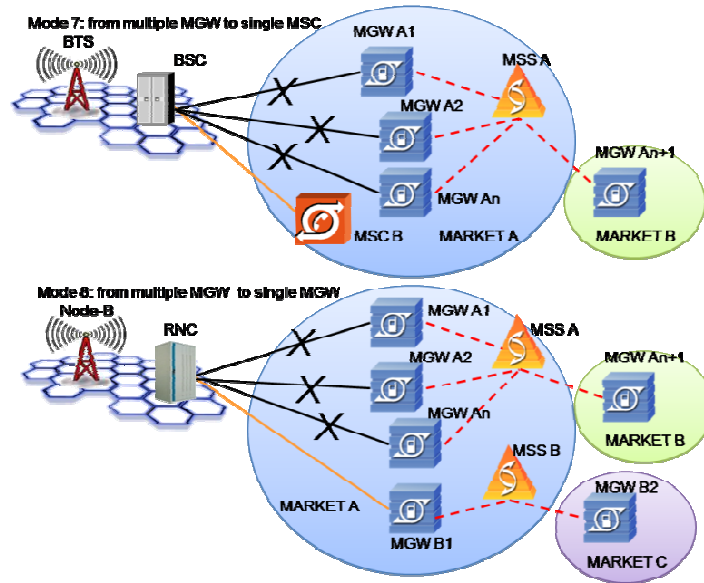 Mode 7: from multiple MGW to single MSC
BTS
BSC
MGW A1
MSS A
MGW A2
MGW An+1
MGW An
MSC B
MARKET A
MARKET B
Mode 8: from multiple MGW to single MGW
Node-B
RNC
MGW A1
MSS A
MGW A2
MGW An+1
MGW An
MARKET B
MSS B
MARKET A
MGW B2
MGW B1
MARKET C